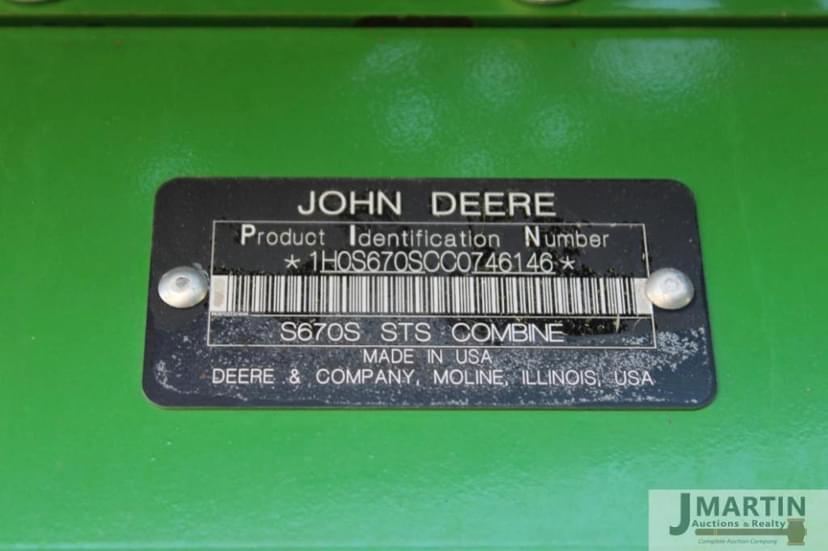 JOHN DEERE
Product Identification Number
*1H0S670SCC0746146*
S670S STS COMBINE
MADE IN USA
DEERE & COMPANY, MOLINE, ILLINOIS, USA
J MARTIN
Auctions & Realty
Complete Auction Company